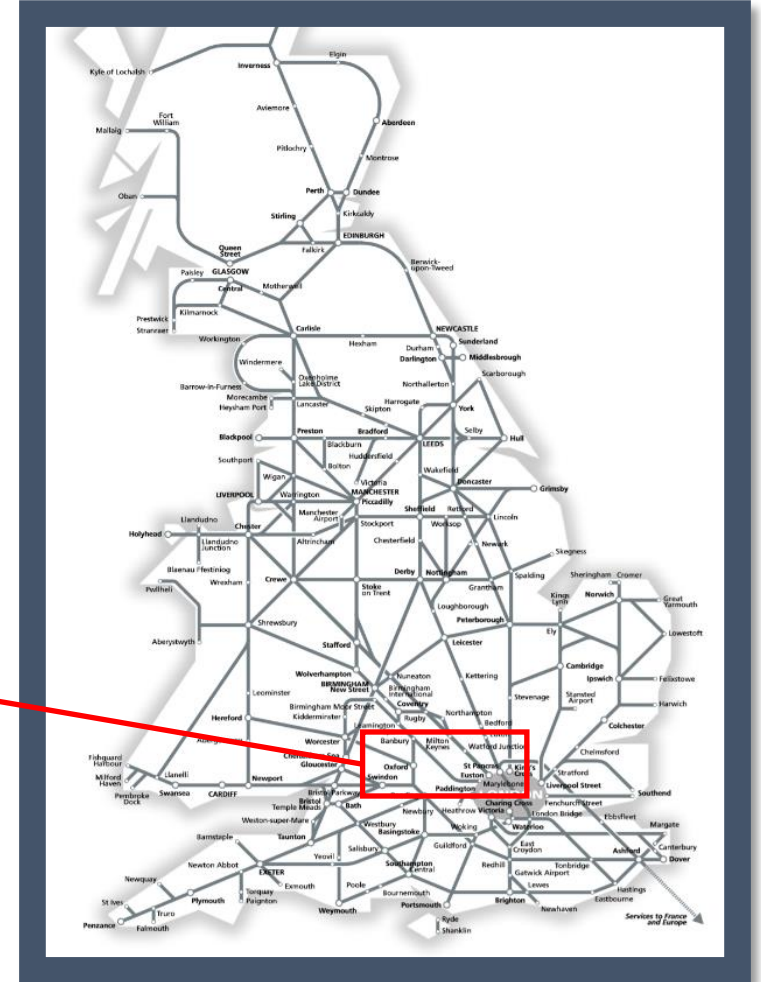 Elgin
Inverness
Kyle of Lochalsh
Aviemore
Fort
William
Aberdeen
Mallaig
Pitlochry
Montrose
Perth
Dundee
Oban
Stirling
Kirkcaldy
EDINBURGH
Queen
Street
Falkirk
Berwick-
upon-Tweed
Paisley
GLASGOW
Central
Motherwell
Kilmarnock
Prestwick
Stranraer
Carlisle
NEWCASTLE
Workington
Hexham
Durham
Sunderland
Darlington
Middlesbrough
Windermere
Oxenholme
Lake District
Scarborough
Barrow-in-Furness
Northallerton
Morecambe
Heysham Port
Lancaster
Harrogate
Skipton
York
Blackpool
Preston
Bradford
Selby
Hull
Blackburn
LEEDS
Huddersfield
Southport
Bolton
Wakefield
Wigan
Victoria
Doncaster
LIVERPOOL
Warrington
MANCHESTER
Piccadilly
Grimsby
Manchester
Airport
Sheffield
Retford
Llandudno
Stockport
Worksop
Lincoln
Holyhead
Chester
Llandudno
Junction
Altrincham
Chesterfield
Newark
Skegness
Blaenau Ffestiniog
Derby
Nottingham
Pwllheli
Wrexham
Crewe
Stoke
on Trent
Grantham
Spalding
Sheringham
Cromer
Kings
Lynn
Norwich
Great
Yarmouth
Loughborough
Shrewsbury
Peterborough
Ely
Lowestoft
Aberystwyth
Stafford
Leicester
Wolverhampton
Cambridge
BIRMINGHAM
New Street
Nuneaton
Birmingham
International
Kettering
Ipswich
Felixstowe
Leominster
Coventry
Stevenage
Stansted
Airport
Harwich
Birmingham Moor Street
Kidderminster
Rugby
Northampton
Hereford
Leamington
Bedford
Colchester
Worcester
Banbury
Milton
Keynes
Watford Junction
Chelmsford
Fishguard
Harbour
Gloucester
Oxford
St Pancras
King's
Cross
Stratford
Milford
Haven
Llanelli
Newport
Swindon
Euston
Marylebone
Liverpool Street
Pembroke
Dock
Swansea
CARDIFF
Bristol Parkway
Paddington
Southend
Bristol
Temple Meads
Bath
Newbury
Heathrow
Victoria
Charing Cross
Fenchurch Street
London Bridge
Ebbsfleet
Weston-super-Mare
Westbury
Basingstoke
Woking
Waterloo
Margate
Barnstaple
Taunton
Salisbury
Guildford
East
Croydon
Canterbury
Newton Abbot
Yeovil
Southampton
Central
Redhill
Tonbridge
Ashford
Dover
EXETER
Gatwick Airport
Newquay
Exmouth
Poole
Lewes
Hastings
St Ives
Plymouth
Torquay
Paignton
Bournemouth
Brighton
Eastbourne
Truro
Weymouth
Portsmouth
Newhaven
Penzance
Falmouth
Ryde
Shanklin
Services to France
and Europe